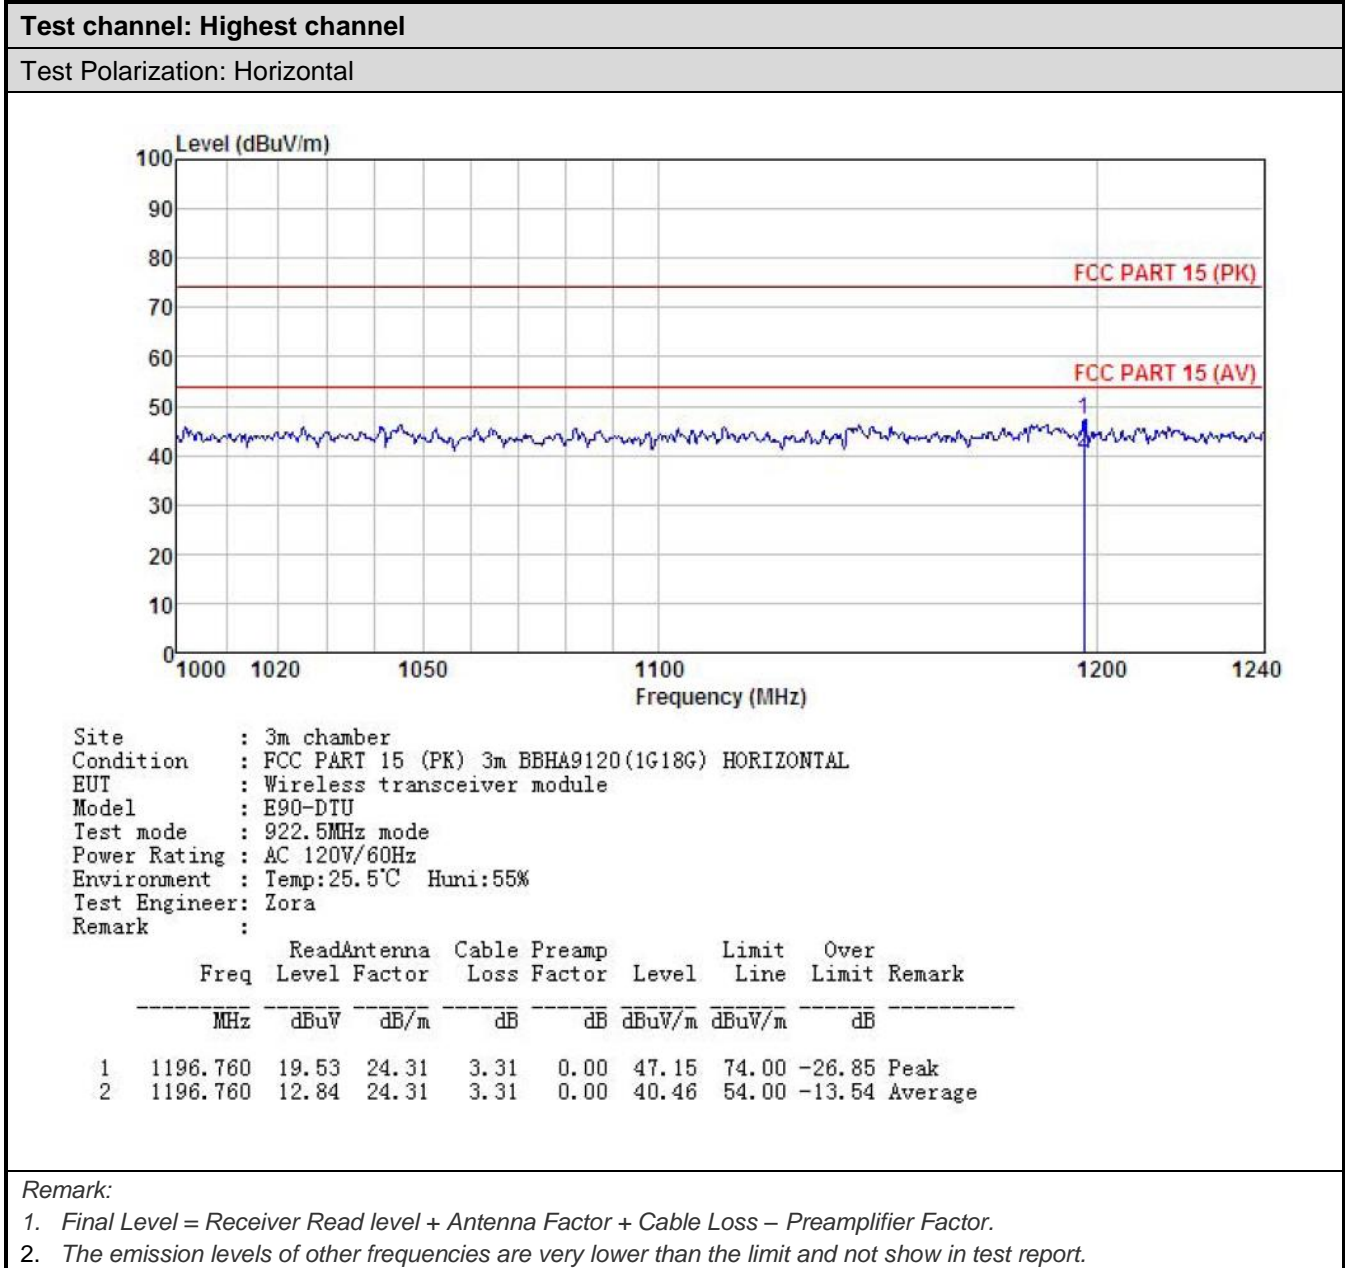 Test channel: Highest channel
Test Polarization: Horizontal
Level (dBuV/m)
100
90
80
FCC PART 15 (PK)
70
60
FCC PART 15 (AV)
50
1
40
2
30
20
10
0
1000 1020 1050 1100 1200 1240
Frequency (MHz)
Site : 3m chamber
Condition : FCC PART 15 (PK) 3m BBHA9120(1G18G) HORIZONTAL
EUT : Wireless transceiver module
Model : E90-DTU
Test mode : 922.5MHz mode
Power Rating : AC 120V/60Hz
Environment : Temp:25.5℃ Huni:55%
Test Engineer: Zora
Remark :
ReadAntenna Cable Preamp Limit Over
Freq Level Factor Loss Factor Level Line Limit Remark
MHz dBuV dB/m dB dB dBuV/m dBuV/m dB
1 1196.760 19.53 24.31 3.31 0.00 47.15 74.00 -26.85 Peak
2 1196.760 12.84 24.31 3.31 0.00 40.46 54.00 -13.54 Average
Remark:
1. Final Level = Receiver Read level + Antenna Factor + Cable Loss – Preamplifier Factor.
2. The emission levels of other frequencies are very lower than the limit and not show in test report.